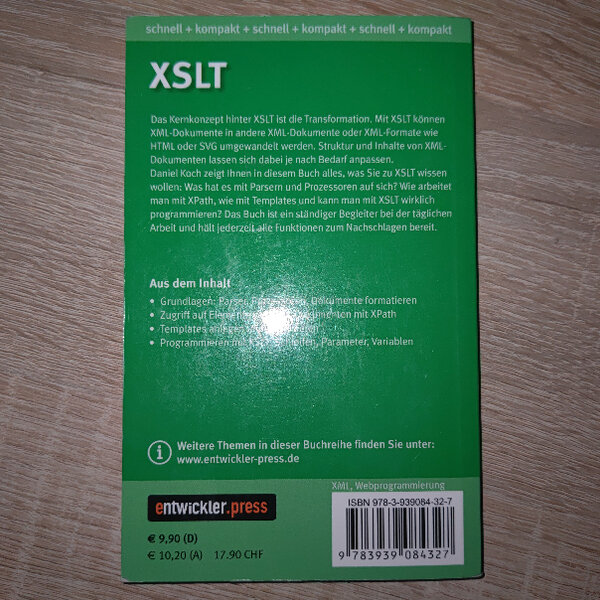 schnell + kompakt + schnell + kompakt + schnell + kompakt
XSLT
Das Kernkonzept hinter XSLT ist die Transformation. Mit XSLT können
XML-Dokumente in andere XML-Dokumente oder XML-Formate wie
HTML oder SVG umgewandelt werden. Struktur und Inhalte von XML-
Dokumenten lassen sich dabei je nach Bedarf anpassen.
Daniel Koch zeigt Ihnen in diesem Buch alles, was Sie zu XSLT wissen
wollen: Was hat es mit Parsern und Prozessoren auf sich? Wie arbeitet
man mit XPath, wie mit Templates und kann man mit XSLT wirklich
programmieren? Das Buch ist ein ständiger Begleiter bei der täglichen
Arbeit und hält jederzeit alle Funktionen zum Nachschlagen bereit.
Aus dem Inhalt
• Grundlagen: Parser, Dokumente formatieren
• Zugriff auf mit XPath
• Templates
• Programmieren Parameter, Variablen
i Weitere Themen in dieser Buchreihe finden Sie unter:
www.entwickler-press.de
XML, Webprogrammierung
entwickler.press
ISBN 978-3-939084-32-7
€ 9,90 (D)
€ 10,20 (A) 17.90 CHF
9 783939 084327